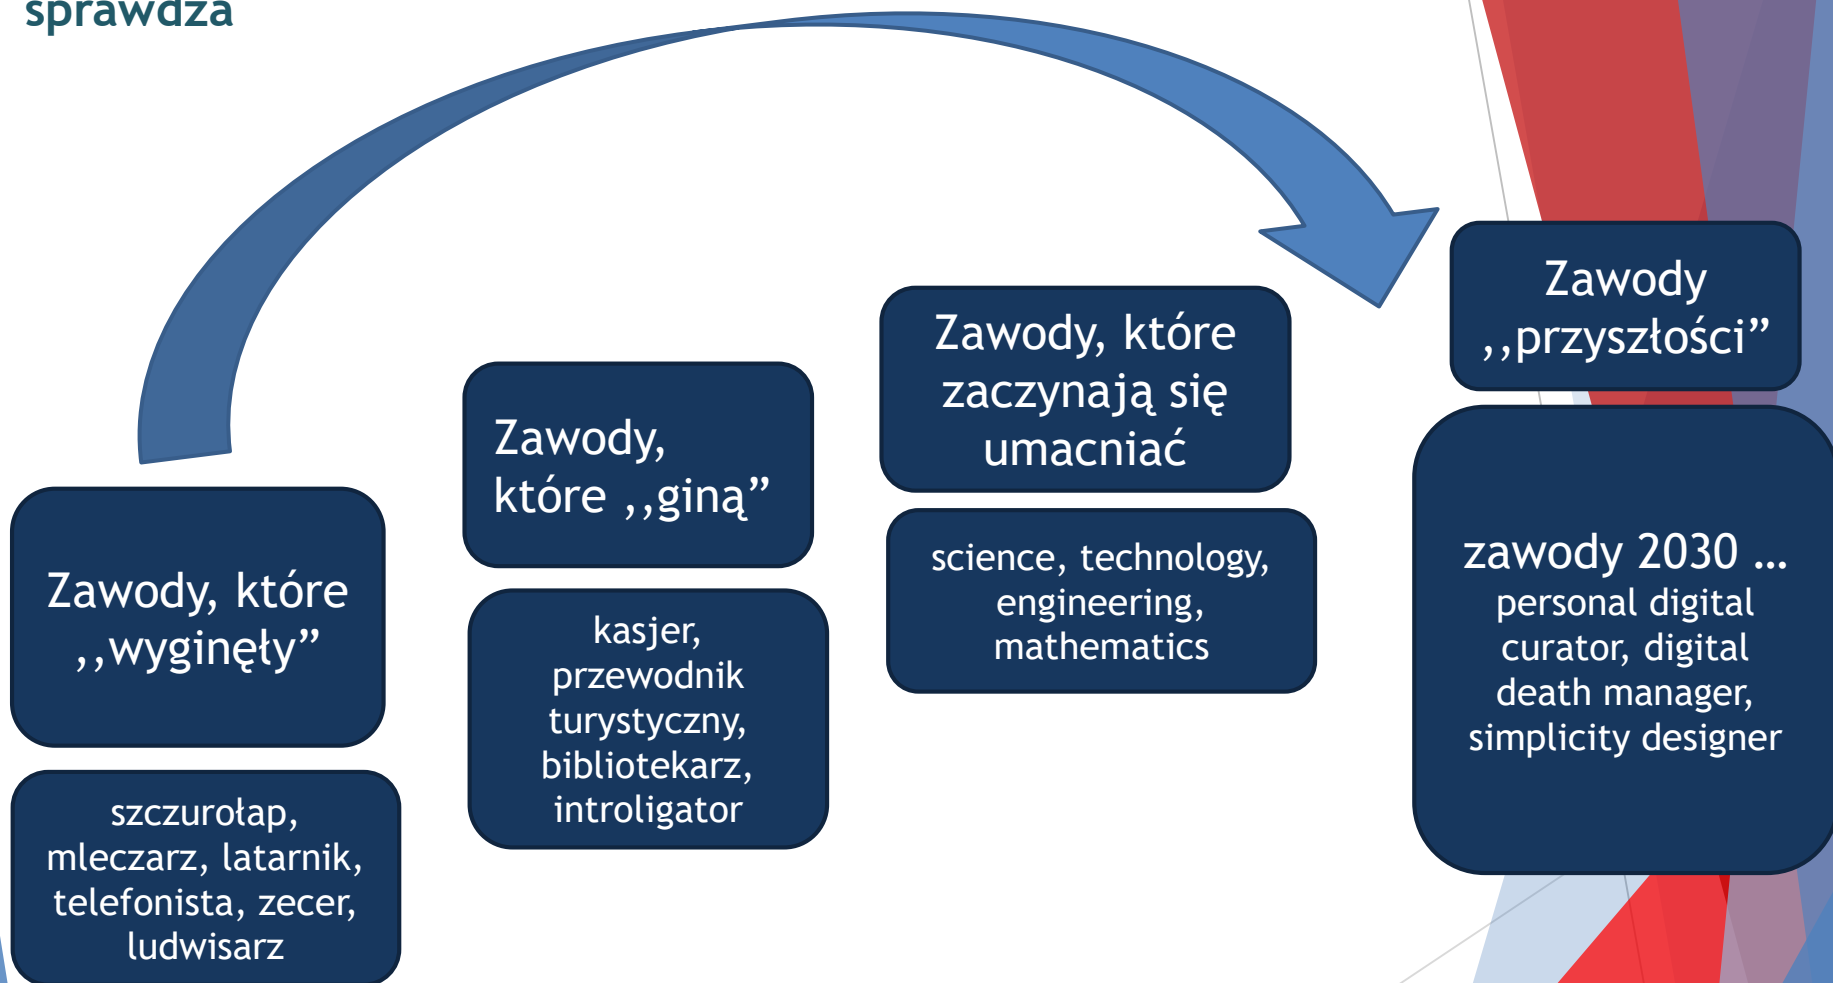 sprawdza
Zawody, które
,,wyginęły”
szczurołap,
mleczarz, latarnik,
telefonista, zecer,
ludwisarz
Zawody,
które ,,giną”
kasjer,
przewodnik
turystyczny,
bibliotekarz,
introligator
Zawody, które
zaczynają się
umacniać
science, technology,
engineering,
mathematics
Zawody
,,przyszłości”
zawody 2030 …
personal digital
curator, digital
death manager,
simplicity designer